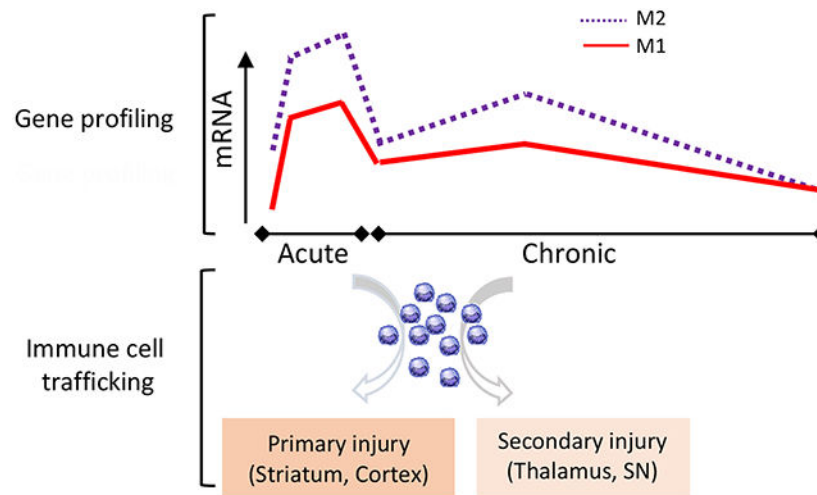 M2
M1
Gene profiling
mRNA
Acute
Chronic
Immune cell
trafficking
Primary injury
(Striatum, Cortex)
Secondary injury
(Thalamus, SN)